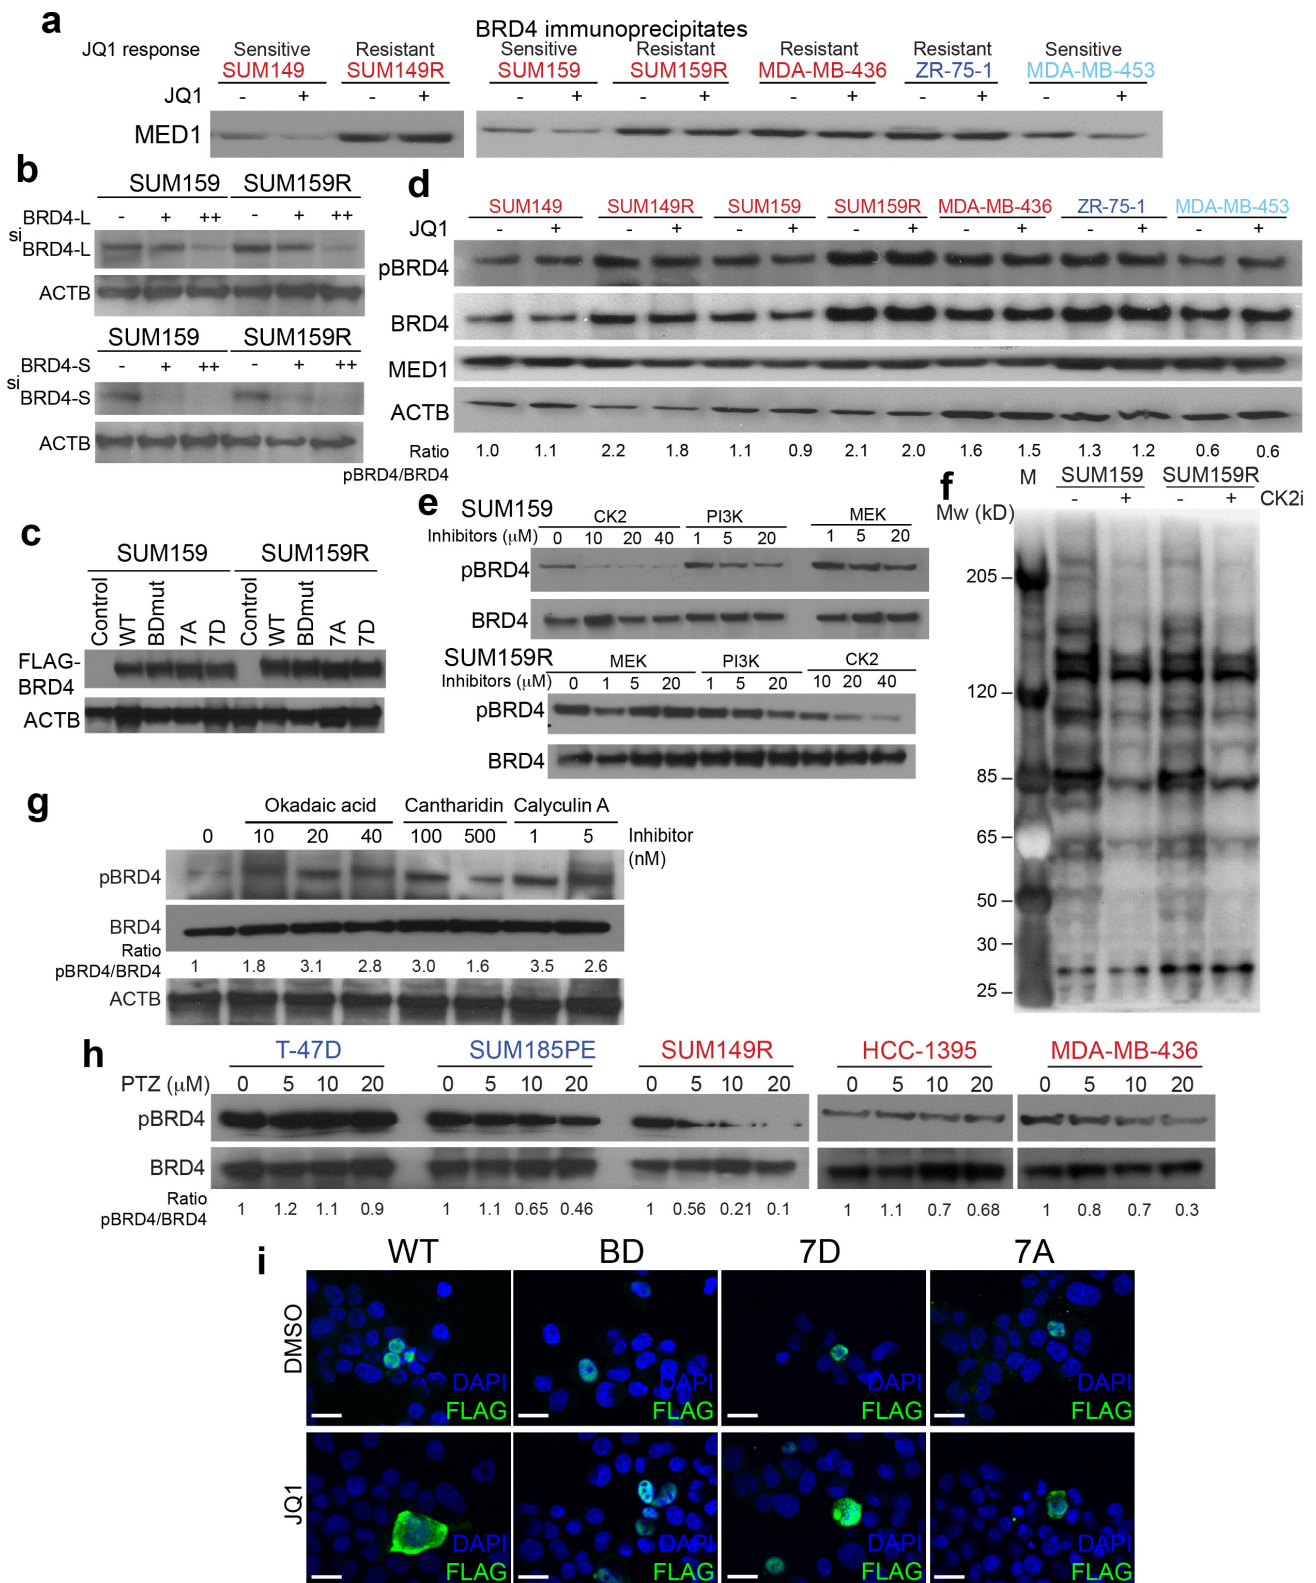 a
BRD4 immunoprecipitates
JQ1 response Sensitive Resistant Sensitive Resistant Resistant Resistant Sensitive
SUM149 SUM149R SUM159 SUM159R MDA-MB-436 ZR-75-1 MDA-MB-453
JQ1 - + - + - + - + - + - + - +
MED1
b
SUM159 SUM159R
BRD4-L - + ++ - + ++
si
BRD4-L
ACTB
SUM159 SUM159R
BRD4-S - + ++ - + ++
si
BRD4-S
ACTB
d
SUM149 SUM149R SUM159 SUM159R MDA-MB-436 ZR-75-1 MDA-MB-453
JQ1 - + - + - + - + - + - + - +
pBRD4
BRD4
MED1
ACTB
Ratio 1.0 1.1 2.2 1.8 1.1 0.9 2.1 2.0 1.6 1.5 1.3 1.2 0.6 0.6
pBRD4/BRD4
c
SUM159 SUM159R
Control WT BDmut 7A 7D Control WT BDmut 7A 7D
FLAG-
BRD4
ACTB
e
SUM159
CK2 PI3K MEK
Inhibitors (μM) 0 10 20 40 1 5 20 1 5 20
pBRD4
BRD4
SUM159R
MEK PI3K CK2
Inhibitors (μM) 0 1 5 20 1 5 20 10 20 40
pBRD4
BRD4
f
M SUM159 SUM159R
- + - + CK2i
Mw (kD)
205
120
85
65
50
30
25
g
Okadaic acid Cantharidin Calyculin A
0 10 20 40 100 500 1 5 Inhibitor
(nM)
pBRD4
BRD4
Ratio
pBRD4/BRD4 1 1.8 3.1 2.8 3.0 1.6 3.5 2.6
ACTB
h
T-47D SUM185PE SUM149R HCC-1395 MDA-MB-436
PTZ (μM) 0 5 10 20 0 5 10 20 0 5 10 20 0 5 10 20 0 5 10 20
pBRD4
BRD4
Ratio
pBRD4/BRD4 1 1.2 1.1 0.9 1 1.1 0.65 0.46 1 0.56 0.21 0.1 1 1.1 0.7 0.68 1 0.8 0.7 0.3
i
WT BD 7D 7A
DMSO
DAPI DAPI DAPI DAPI
FLAG FLAG FLAG FLAG
JQ1
DAPI DAPI DAPI DAPI
FLAG FLAG FLAG FLAG